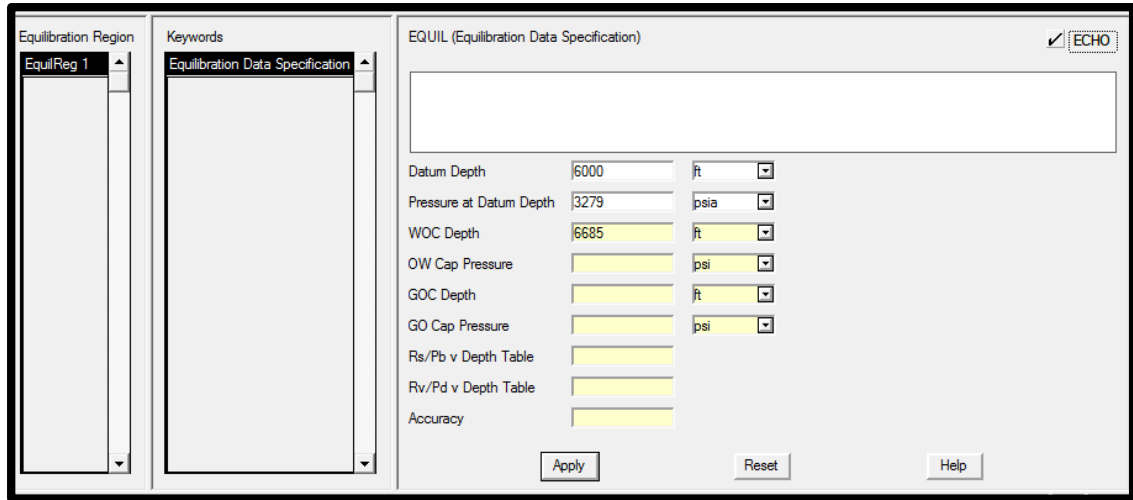 Equilibration Region
EquilReg 1
Keywords
Equilibration Data Specification
EQUIL (Equilibration Data Specification)
ECHO
Datum Depth 6000 ft
Pressure at Datum Depth 3279 psia
WOC Depth 6685 ft
OW Cap Pressure psi
GOC Depth ft
GO Cap Pressure psi
Rs/Pb v Depth Table
Rv/Pd v Depth Table
Accuracy
Apply Reset Help